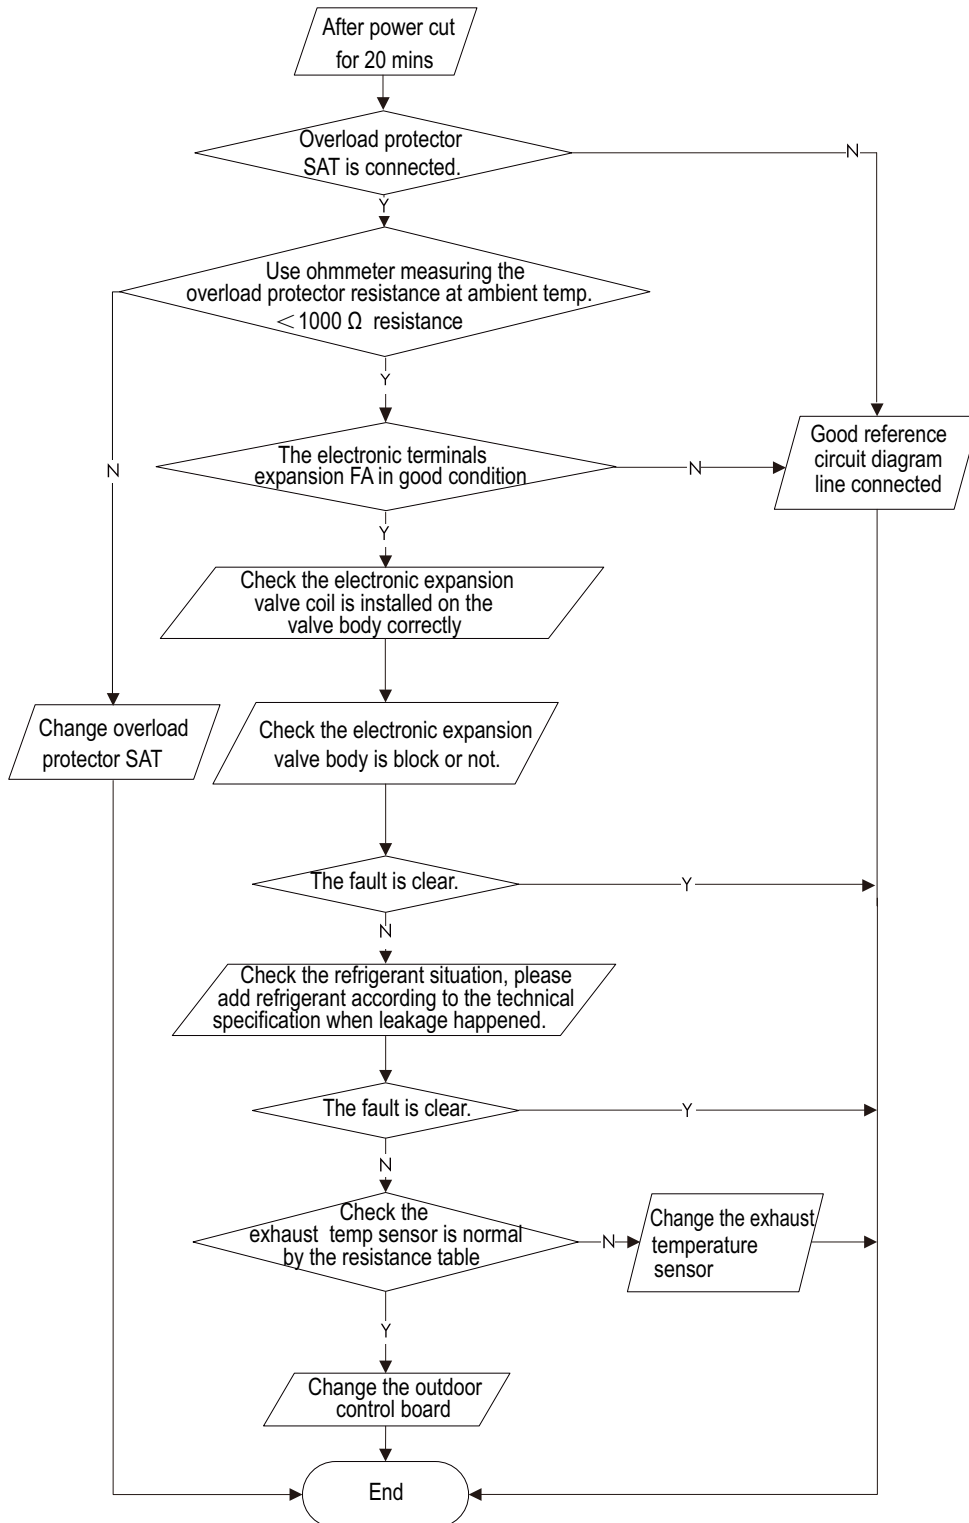 After power cut
for 20 mins
Overload protector
SAT is connected.
N
Y
Use ohmmeter measuring the
overload protector resistance at ambient temp.
<1000 Ω resistance
Y
N
The electronic terminals
expansion FA in good condition
N
Good reference
circuit diagram
line connected
Y
Check the electronic expansion
valve coil is installed on the
valve body correctly
Change overload
protector SAT
Check the electronic expansion
valve body is block or not.
The fault is clear.
Y
N
Check the refrigerant situation, please
add refrigerant according to the technical
specification when leakage happened.
The fault is clear.
Y
N
Check the
exhaust temp sensor is normal
by the resistance table
N
Change the exhaust
temperature
sensor
Y
Change the outdoor
control board
End